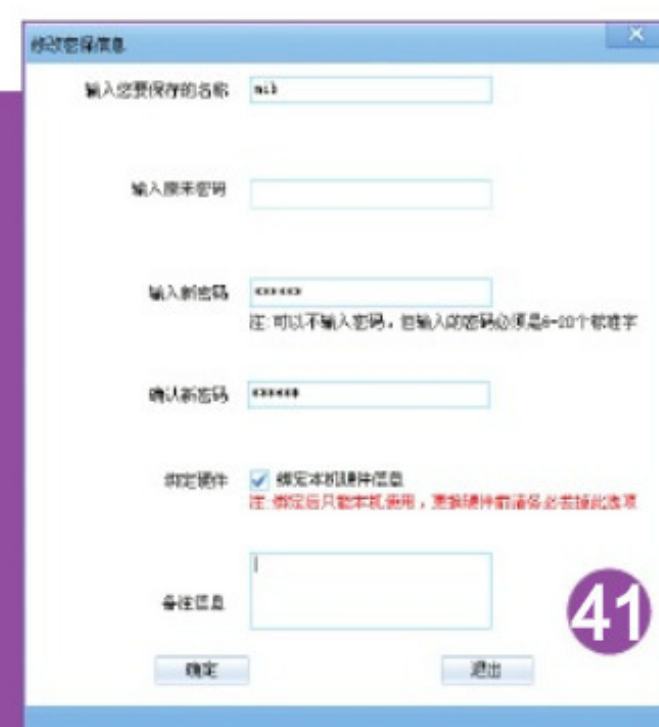 修改密保信息
输入您要保存的名称 mib
输入原来密码
输入新密码 ******
注:可以不输入密码，但输入的密码必须是6-20个标准字
确认新密码 ******
绑定硬件 绑定本机硬件信息
注:绑定后只能本机使用，更换硬件前请务必去掉此选项
备注信息
确定 退出
41